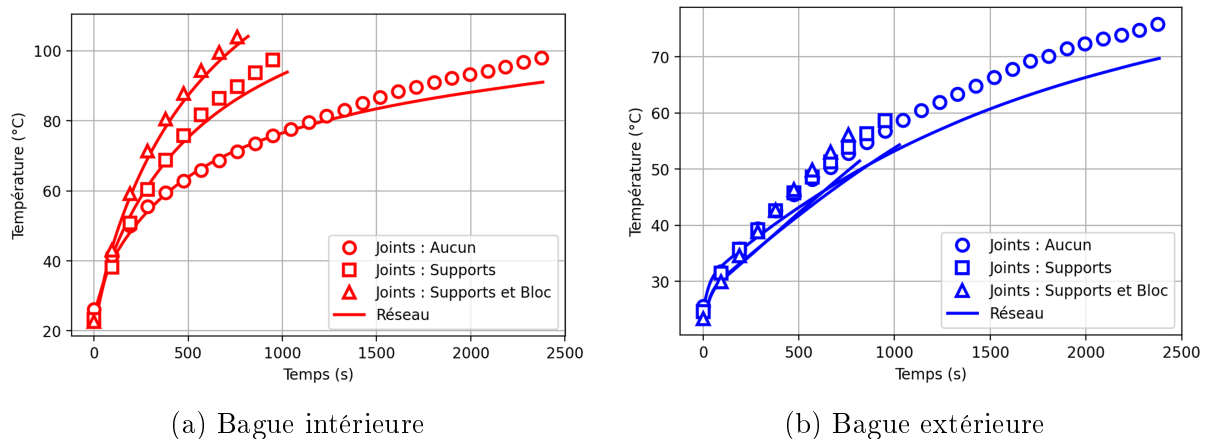 100
80
60
40
20
Température (°C)
0
500
1000
1500
2000
2500
Temps (s)
Joints : Aucun
Joints : Supports
Joints : Supports et Bloc
Réseau
(a) Bague intérieure
70
60
50
40
30
Température (°C)
0
500
1000
1500
2000
2500
Temps (s)
Joints : Aucun
Joints : Supports
Joints : Supports et Bloc
Réseau
(b) Bague extérieure